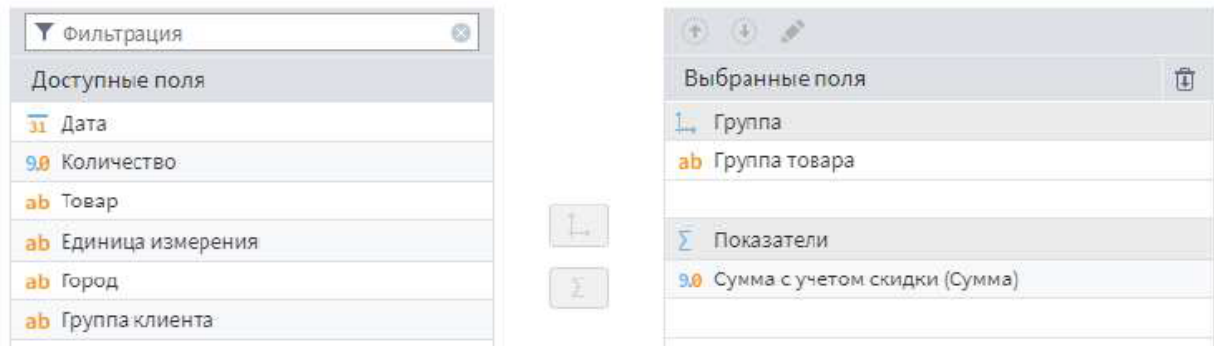 Фильтрация
Доступные поля
31 Дата
9.0 Количество
ab Товар
ab Единица измерения
ab Город
ab Группа клиента
Выбранные поля
Группа
ab Группа товара
Σ Показатели
9.0 Сумма с учетом скидки (Сумма)
Σ